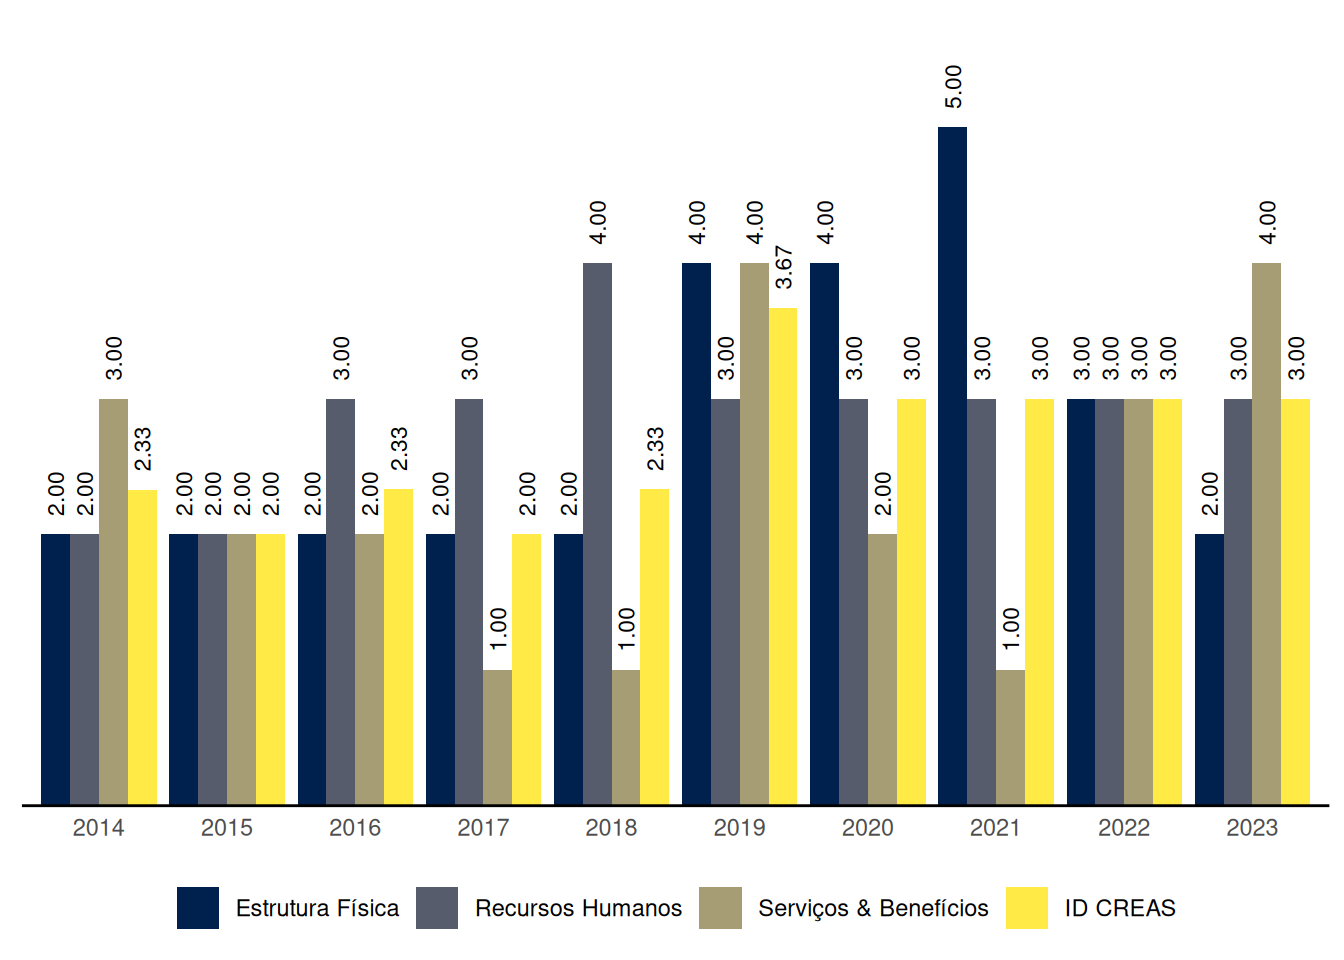 2.00 2.00 3.00 2.33 2.00 2.00 2.00 2.00 2.00 3.00 2.00 2.33 2.00 3.00 1.00 2.00 2.00 4.00 1.00 2.33 4.00 3.00 4.00 3.67 4.00 3.00 2.00 3.00 5.00 3.00 1.00 3.00 3.00 3.00 3.00 3.00 2.00 3.00 4.00 3.00
2014 2015 2016 2017 2018 2019 2020 2021 2022 2023
Estrutura Física Recursos Humanos Serviços & Benefícios ID CREAS